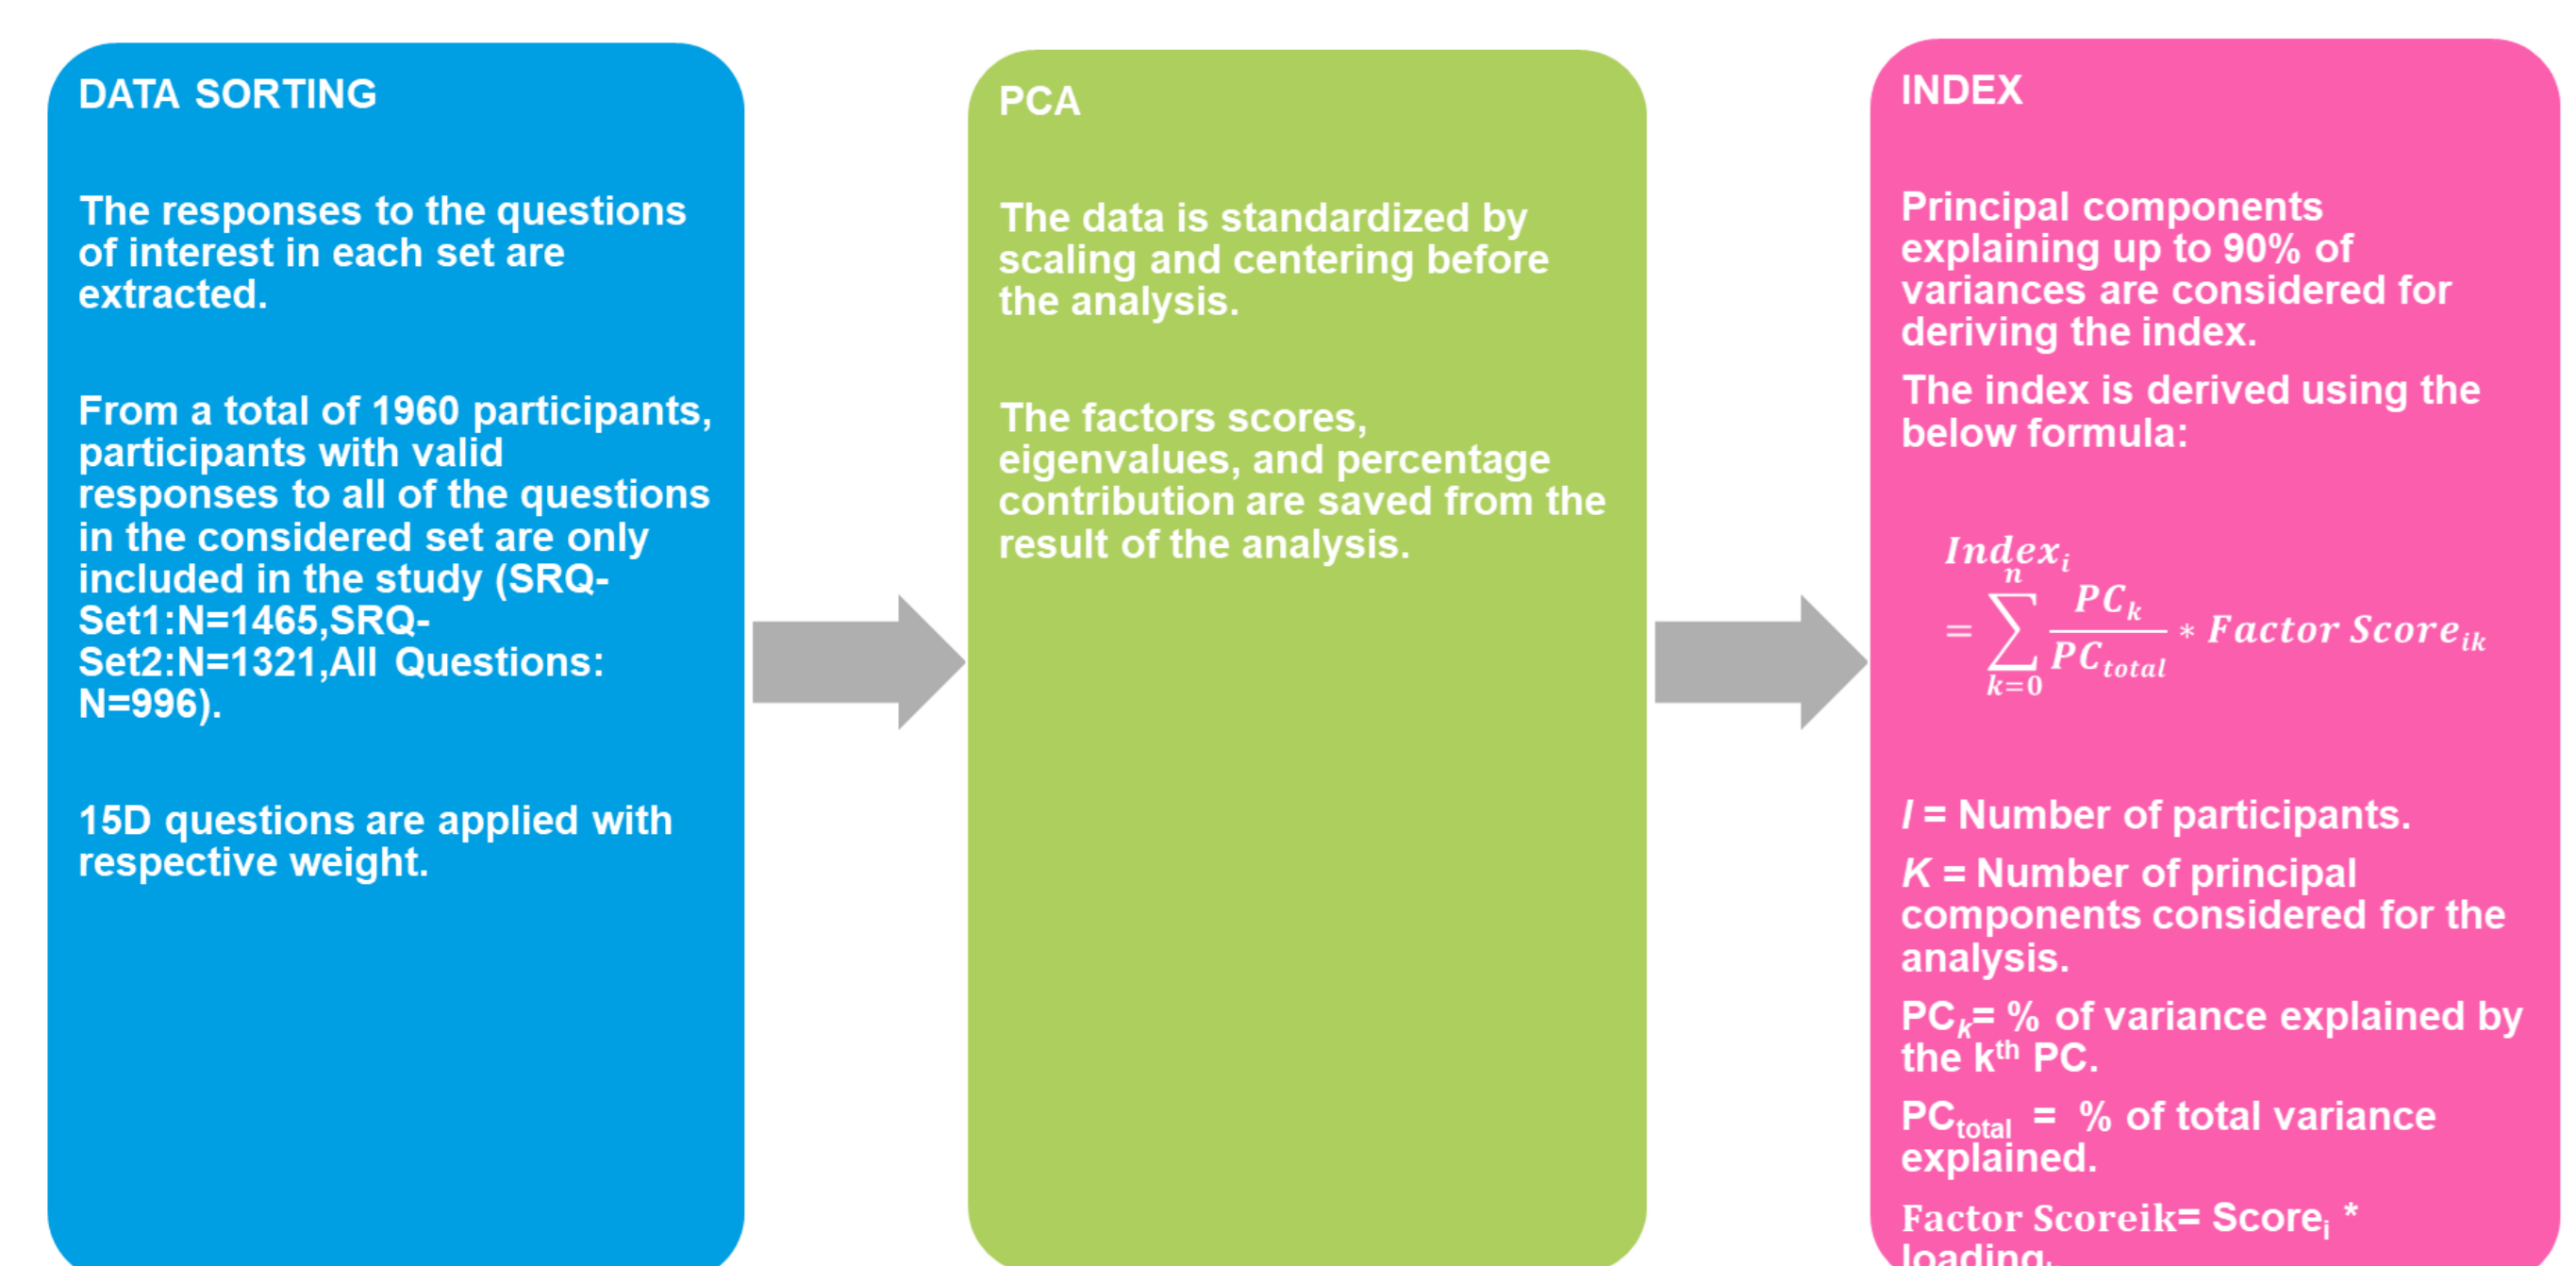 DATA SORTING
The responses to the questions
of interest in each set are
extracted.
From a total of 1960 participants,
participants with valid
responses to all of the questions
in the considered set are only
included in the study (SRQ-
Set1:N=1465,SRQ-
Set2:N=1321,All Questions:
N=996).
15D questions are applied with
respective weight.
PCA
The data is standardized by
scaling and centering before
the analysis.
The factors scores,
eigenvalues, and percentage
contribution are saved from the
result of the analysis.
INDEX
Principal components
explaining up to 90% of
variances are considered for
deriving the index.
The index is derived using the
below formula:
Index_i
= ∑_{k=0}^{n} PC_k / PC_total * Factor Score_ik
I = Number of participants.
K = Number of principal
components considered for the
analysis.
PC_k= % of variance explained by
the k^th PC.
PC_total = % of total variance
explained.
Factor Scoreik= Score_i *
loading